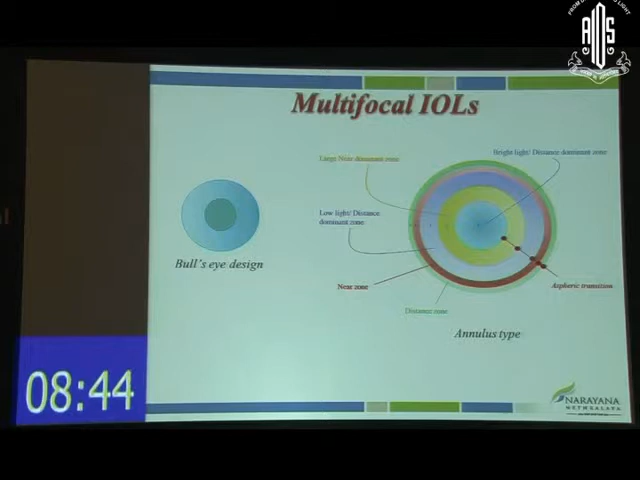 AIOS
Multifocal IOLs
Bright light/ Distance dominant zone
Large Near dominant zone
Low light/ Distance
dominant zone
Bull's eye design
Near zone
Aspheric transition
Distance zone
Annulus type
08:44
NARAYANA
NETHRALAYA